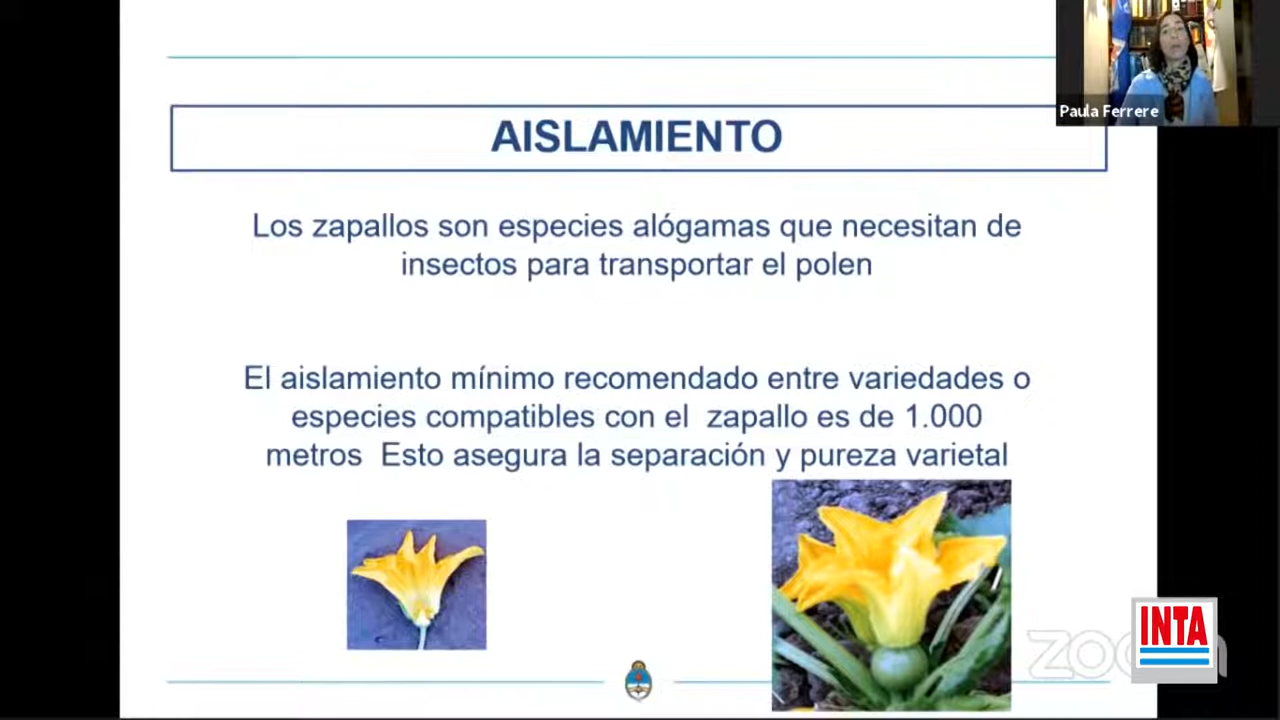 Paula Ferrere
AISLAMIENTO
Los zapallos son especies alógamas que necesitan de
insectos para transportar el polen
El aislamiento mínimo recomendado entre variedades o
especies compatibles con el  zapallo es de 1.000
metros  Esto asegura la separación y pureza varietal
INTA
zoom